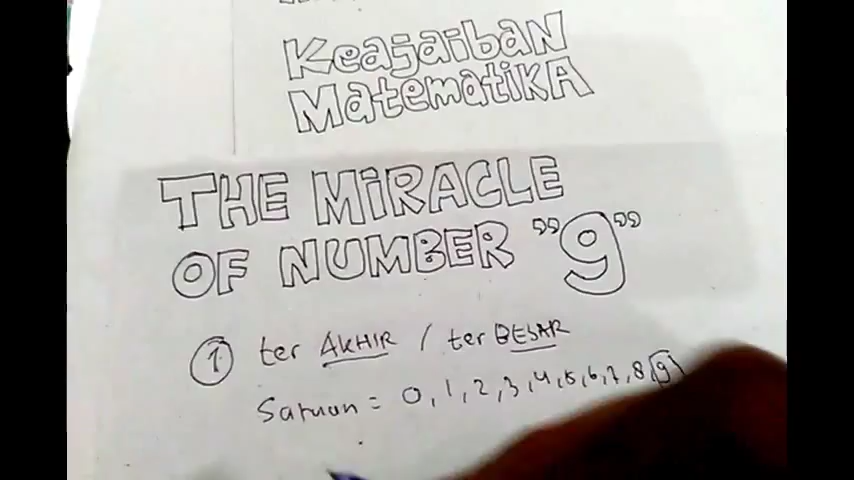 Keajaiban
Matematika
THE MiRACLE
OF NUMBER "9"
1 ter AKHIR / ter BESAR
Satuan = 0, 1, 2, 3, 4, 5, 6, 7, 8, 9